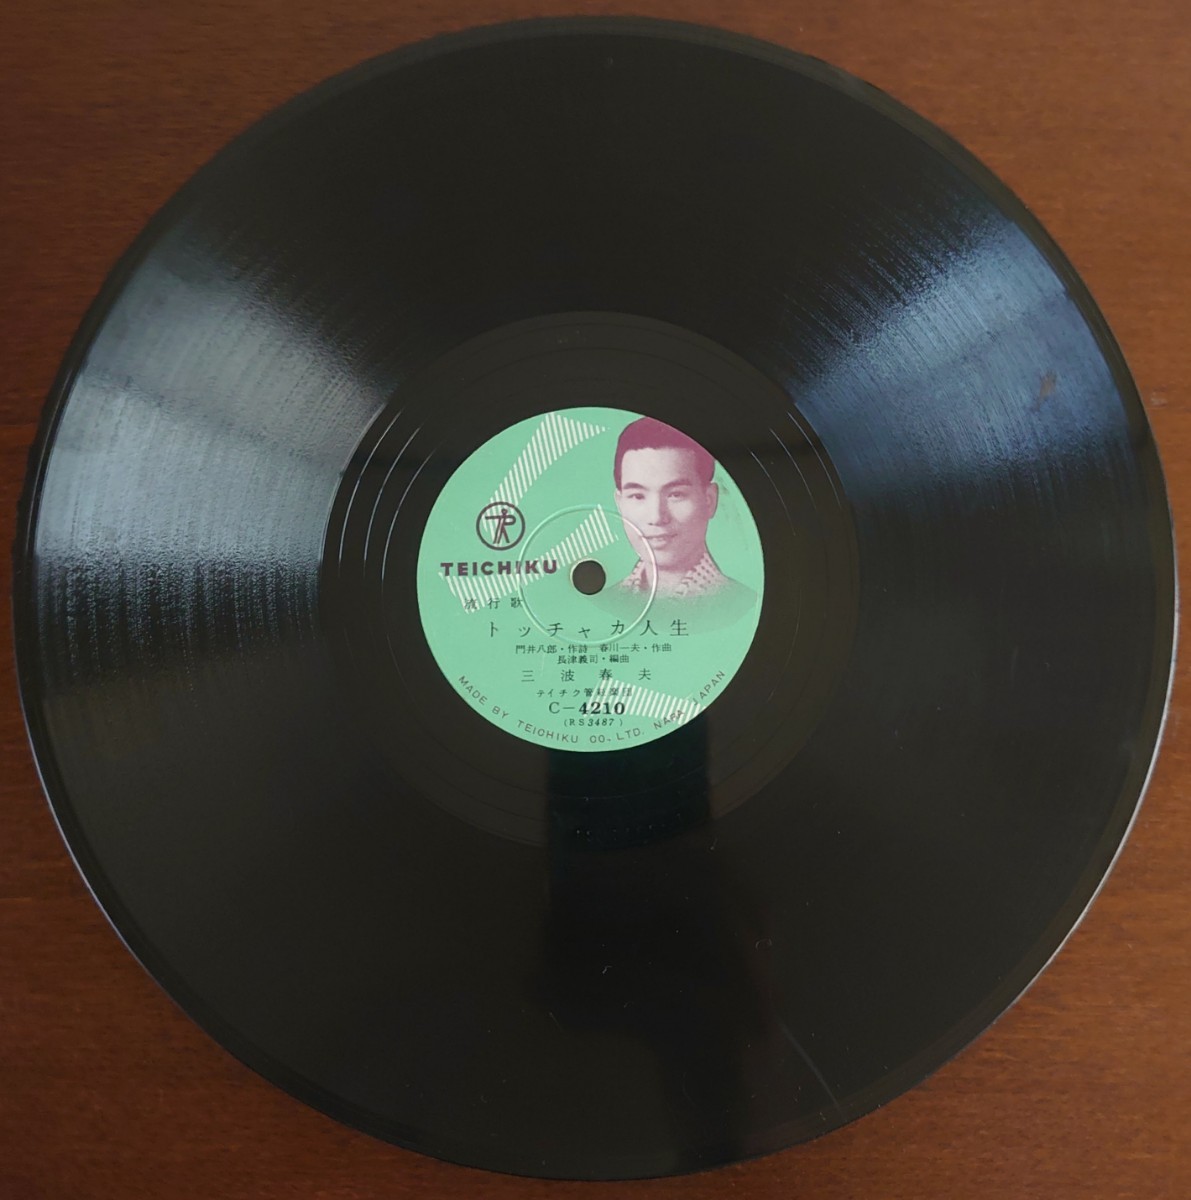 TEICHIKU
流行歌
トッチャカ人生
門井八郎・作詩 春川一夫・作曲
長津義司・編曲
三波春夫
テイチク管絃楽団
C-4210
(RS3487)
MADE BY TEICHIKU CO., LTD. NARA JAPAN